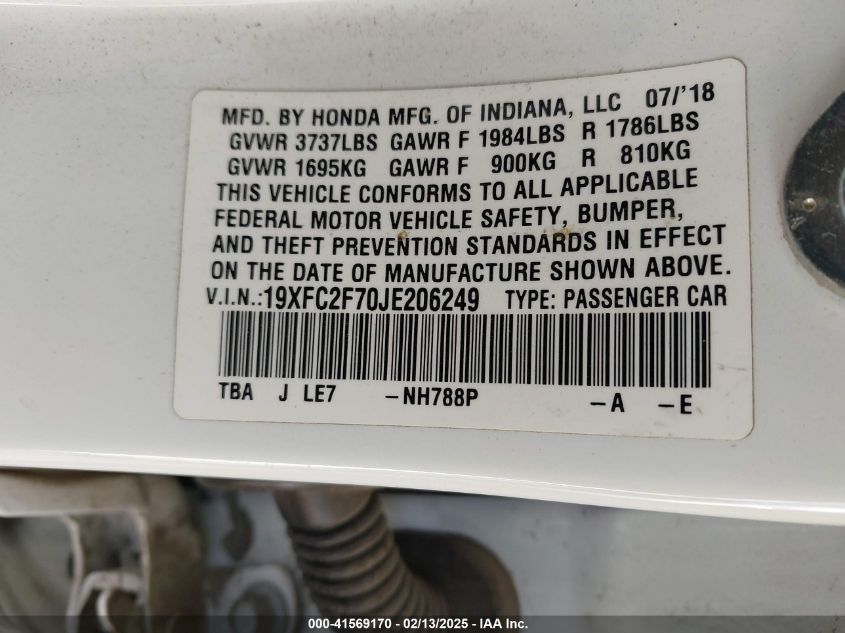 MFD. BY HONDA MFG. OF INDIANA, LLC 07/'18
GVWR 3737LBS GAWR F 1984LBS R 1786LBS
GVWR 1695KG GAWR F 900KG R 810KG
THIS VEHICLE CONFORMS TO ALL APPLICABLE
FEDERAL MOTOR VEHICLE SAFETY, BUMPER,
AND THEFT PREVENTION STANDARDS IN EFFECT
ON THE DATE OF MANUFACTURE SHOWN ABOVE.
V.I.N.:19XFC2F70JE206249 TYPE: PASSENGER CAR
TBA J LE7 -NH788P -A -E
000-41569170 - 02/13/2025 - IAA Inc.